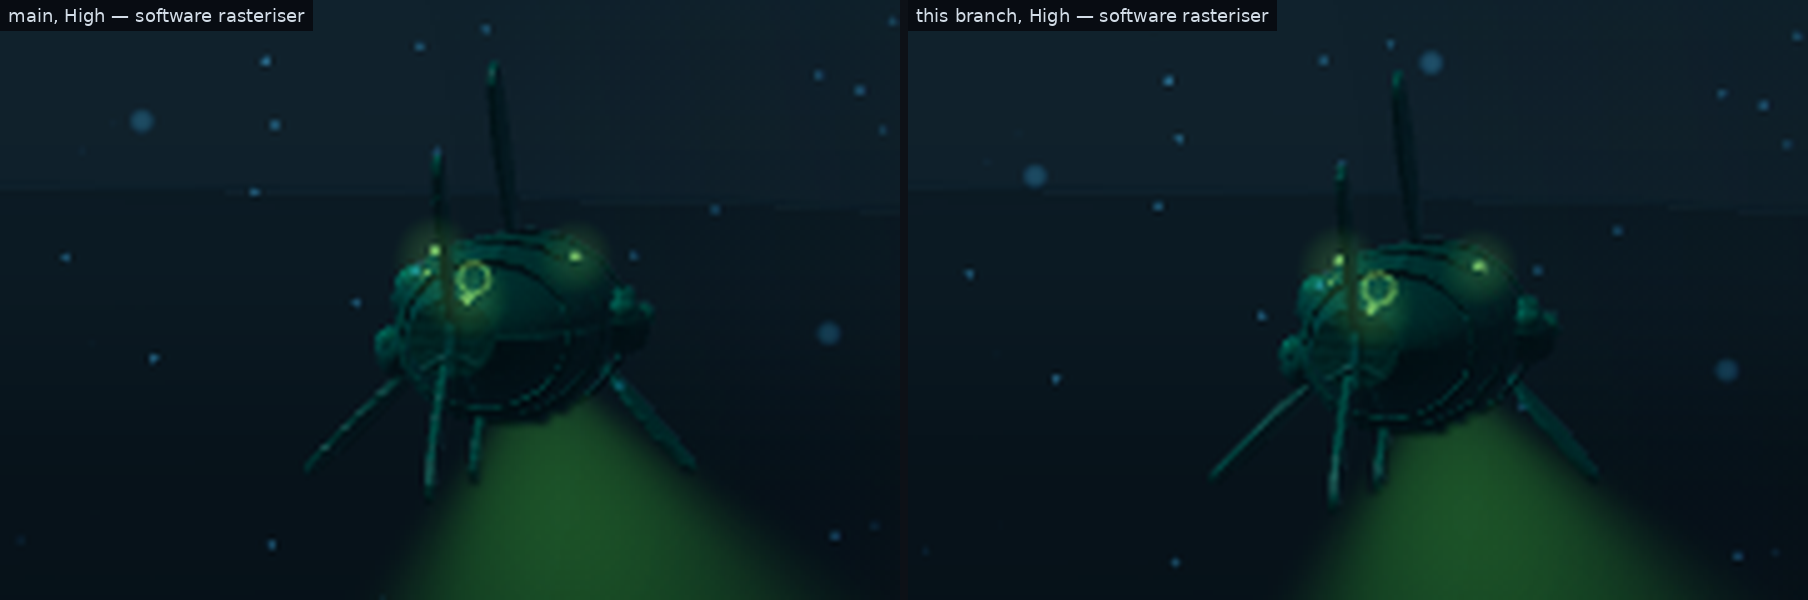 main, High — software rasteriser
this branch, High — software rasteriser